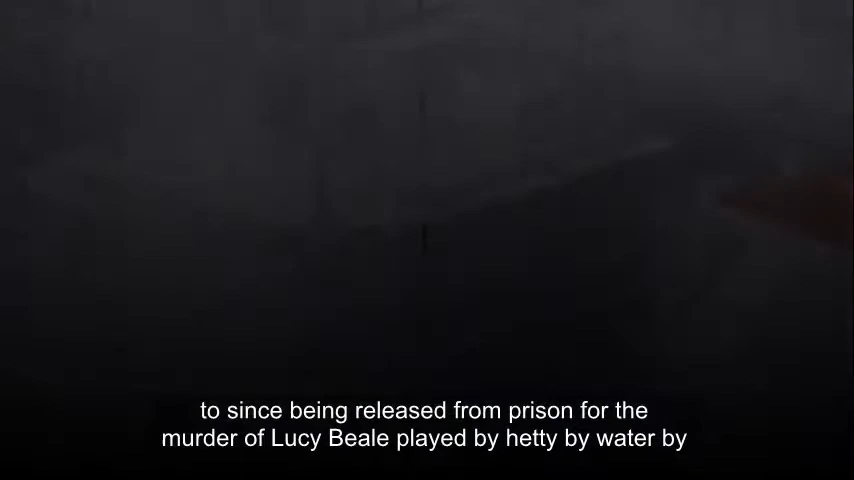 to since being released from prison for the
murder of Lucy Beale played by hetty by water by